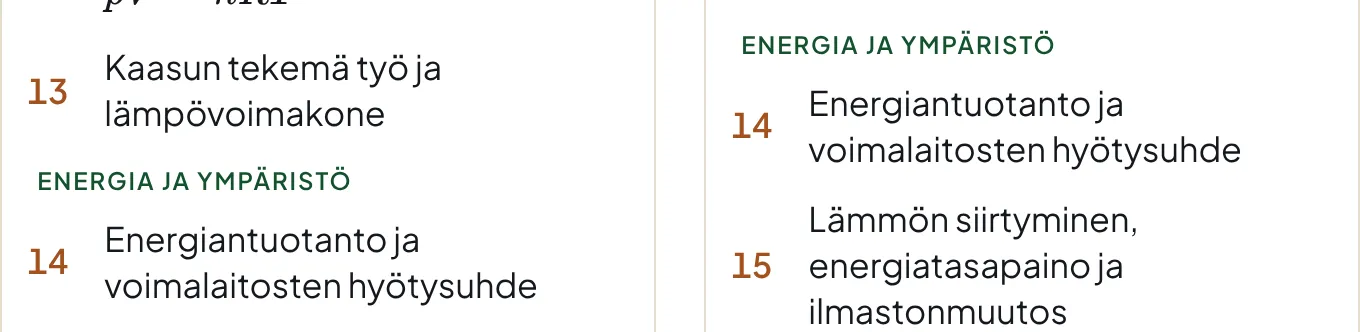 13
Kaasun tekemä työ ja
lämpövoimakone
ENERGIA JA YMPÄRISTÖ
14
Energiantuotanto ja
voimalaitosten hyötysuhde
ENERGIA JA YMPÄRISTÖ
14
Energiantuotanto ja
voimalaitosten hyötysuhde
15
Lämmön siirtyminen,
energiatasapaino ja
ilmastonmuutos